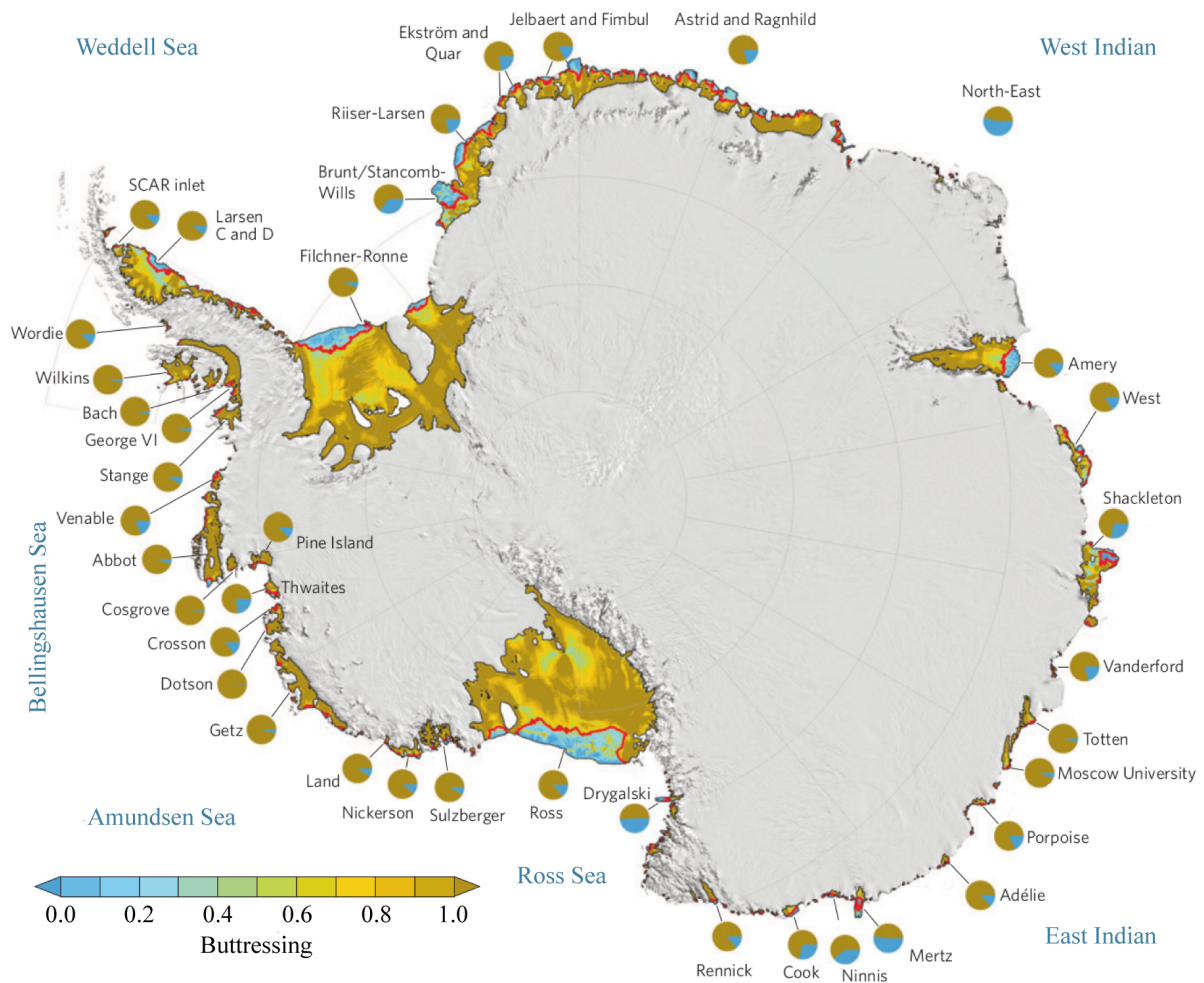 Jelbaert and Fimbul
Astrid and Ragnhild
Ekström and
Quar
Weddell Sea
West Indian
North-East
Riiser-Larsen
Brunt/Stancomb-
Wills
SCAR inlet
Larsen
C and D
Filchner-Ronne
Wordie
Wilkins
Bach
George VI
Stange
Venable
Abbot
Cosgrove
Crosson
Dotson
Getz
Pine Island
Thwaites
Bellingshausen Sea
Amery
West
Shackleton
Vanderford
Totten
Moscow University
Porpoise
Adélie
Land
Nickerson
Sulzberger
Ross
Drygalski
Amundsen Sea
Ross Sea
East Indian
Rennick
Cook
Ninnis
Mertz
0.0 0.2 0.4 0.6 0.8 1.0
Buttressing